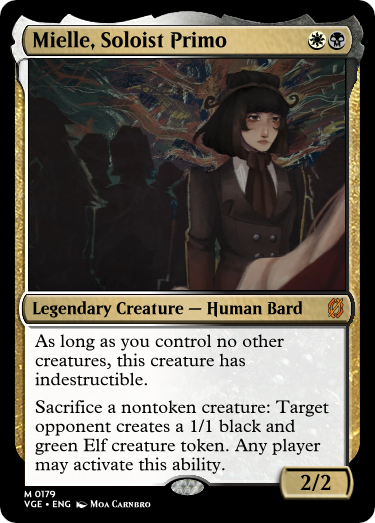 Mielle, Soloist Primo
Legendary Creature — Human Bard
As long as you control no other
creatures, this creature has
indestructible.
Sacrifice a nontoken creature: Target
opponent creates a 1/1 black and
green Elf creature token. Any player
may activate this ability.
2/2
M 0179
VGE • ENG Moa Carnbro